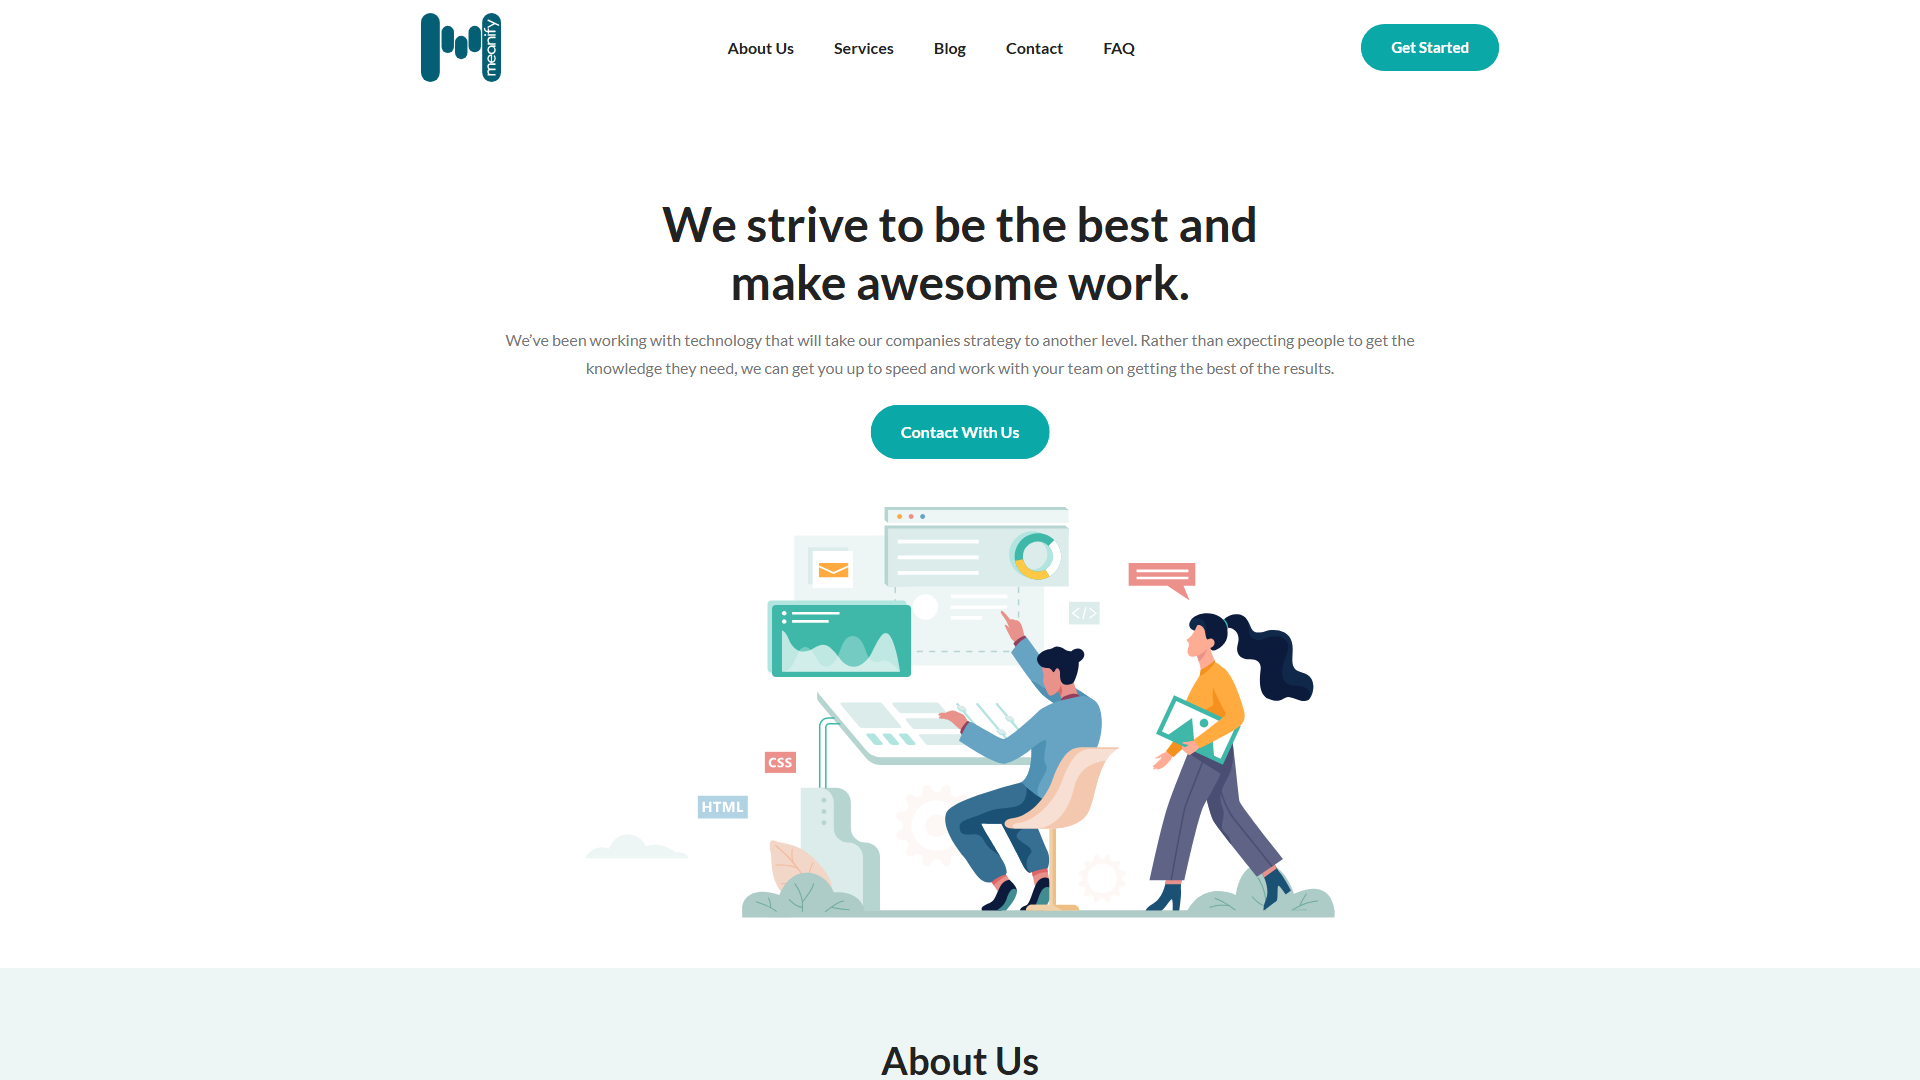 meanify
About Us
Services
Blog
Contact
FAQ
Get Started
We strive to be the best and
make awesome work.
We’ve been working with technology that will take our companies strategy to another level. Rather than expecting people to get the
knowledge they need, we can get you up to speed and work with your team on getting the best of the results.
Contact With Us
</>
CSS
HTML
About Us